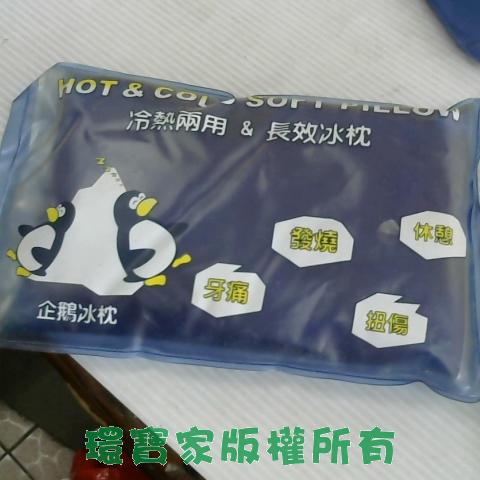 HOT & COLD SOFT PILLOW
冷熱兩用 & 長效冰枕
發燒
休憩
牙痛
扭傷
企鵝冰枕
環寶家版權所有